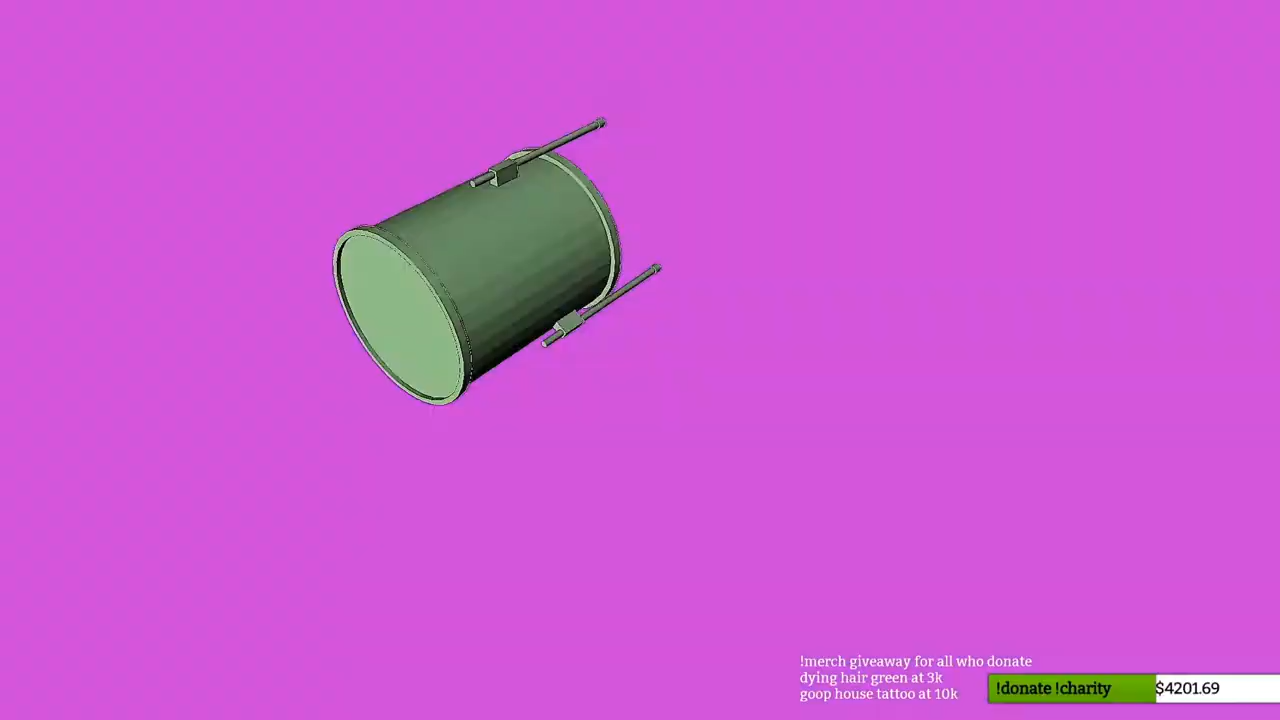 !merch giveaway for all who donate
dying hair green at 3k
goop house tattoo at 10k
!donate !charity $4201.69